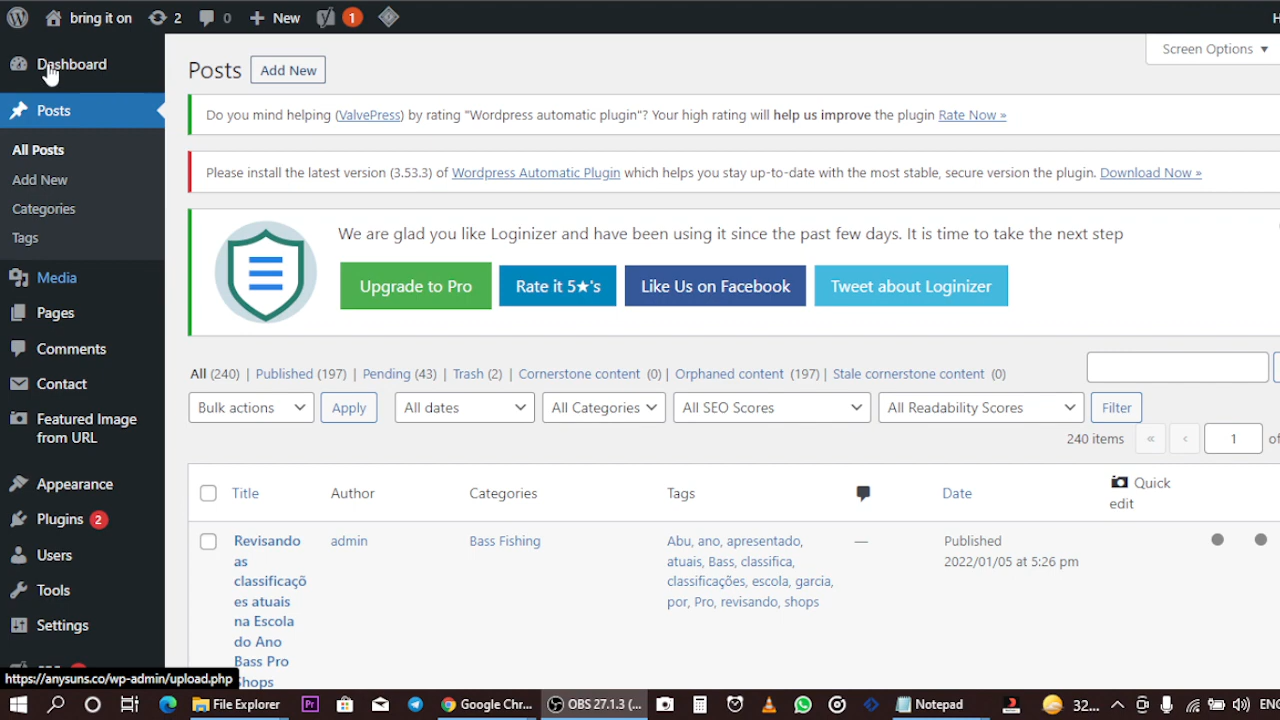 bring it on 2 0 New 1 H
Screen Options
Dashboard
Posts
All Posts
Add New
Categories
Tags
Media
Pages
Comments
Contact
Featured Image
from URL
Appearance
Plugins 2
Users
Tools
Settings
https://anysuns.co/wp-admin/upload.php
Posts Add New
Do you mind helping (ValvePress) by rating "Wordpress automatic plugin"? Your high rating will help us improve the plugin Rate Now »
Please install the latest version (3.53.3) of Wordpress Automatic Plugin which helps you stay up-to-date with the most stable, secure version the plugin. Download Now »
We are glad you like Loginizer and have been using it since the past few days. It is time to take the next step
Upgrade to Pro Rate it 5★'s Like Us on Facebook Tweet about Loginizer
All (240) | Published (197) | Pending (43) | Trash (2) | Cornerstone content (0) | Orphaned content (197) | Stale cornerstone content (0)
Bulk actions Apply All dates All Categories All SEO Scores All Readability Scores Filter
240 items « ‹ 1 of
Title Author Categories Tags Date Quick
edit
Revisando
as
classificaçõ
es atuais
na Escola
do Ano
Bass Pro
Shops
admin
Bass Fishing
Abu, ano, apresentado,
atuais, Bass, classifica,
classificações, escola, garcia,
por, Pro, revisando, shops
—
Published
2022/01/05 at 5:26 pm
File Explorer Pr Google Chr... OBS 27.1.3 (... Notepad 32... ENG